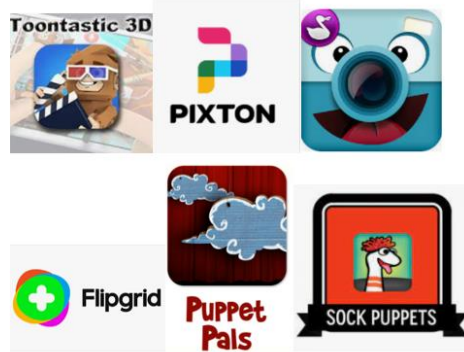 Toontastic 3D
PIXTON
Flipgrid
Puppet
Pals
SOCK PUPPETS